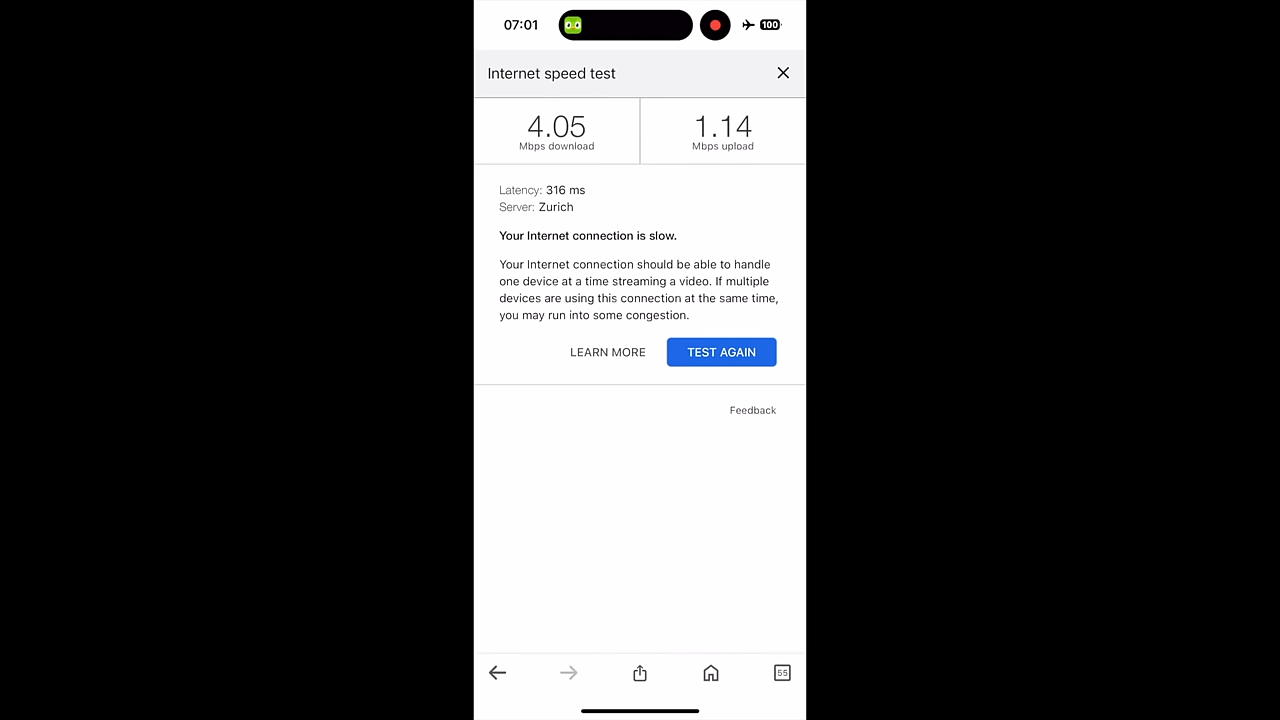 07:01
100
Internet speed test
4.05
Mbps download
1.14
Mbps upload
Latency: 316 ms
Server: Zurich
Your Internet connection is slow.
Your Internet connection should be able to handle
one device at a time streaming a video. If multiple
devices are using this connection at the same time,
you may run into some congestion.
LEARN MORE
TEST AGAIN
Feedback
55